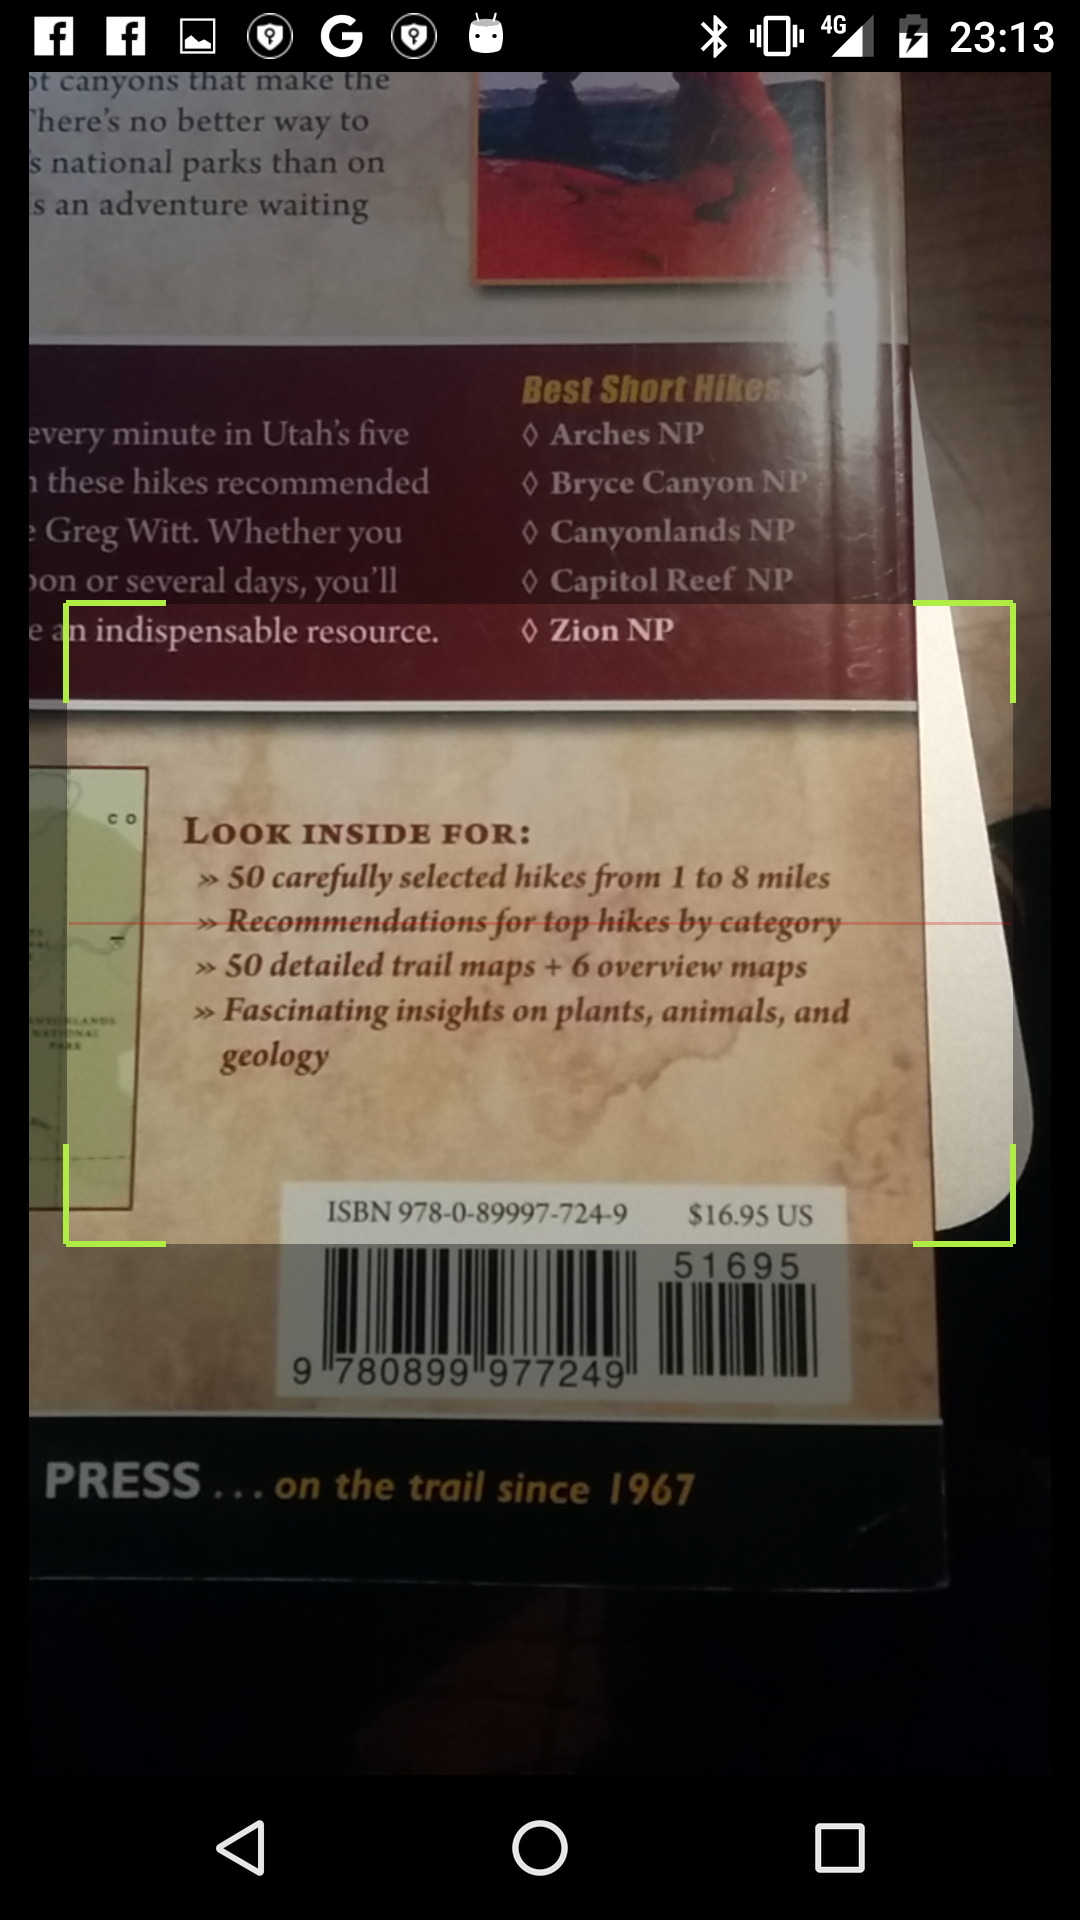 23:13
4G
ot canyons that make the
There's no better way to
s national parks than on
s an adventure waiting
every minute in Utah's five
these hikes recommended
Greg Witt. Whether you
or several days, you'll
e an indispensable resource.
Best Short Hikes
◊ Arches NP
◊ Bryce Canyon NP
◊ Canyonlands NP
◊ Capitol Reef NP
◊ Zion NP
CO
NATIONAL
PARK
LOOK INSIDE FOR:
» 50 carefully selected hikes from 1 to 8 miles
» Recommendations for top hikes by category
» 50 detailed trail maps + 6 overview maps
» Fascinating insights on plants, animals, and
geology
ISBN 978-0-89997-724-9 $16.95 US
51695
9 780899 977249
PRESS ... on the trail since 1967